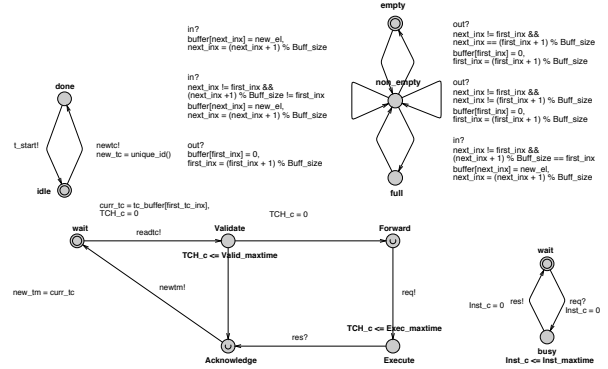 empty
in?
buffer[next_inx] = new_el,
next_inx = (next_inx + 1) % Buff_size
out?
next_inx != first_inx &&
next_inx == (first_inx + 1) % Buff_size
buffer[first_inx] = 0,
first_inx = (first_inx + 1) % Buff_size
in?
next_inx != first_inx &&
(next_inx +1) % Buff_size != first_inx
buffer[next_inx] = new_el,
next_inx = (next_inx + 1) % Buff_size
non_empty
out?
next_inx != first_inx &&
next_inx != (first_inx + 1) % Buff_size
buffer[first_inx] = 0,
first_inx = (first_inx + 1) % Buff_size
out?
buffer[first_inx] = 0,
first_inx = (first_inx + 1) % Buff_size
in?
next_inx != first_inx &&
(next_inx + 1) % Buff_size == first_inx
buffer[next_inx] = new_el,
next_inx = (next_inx + 1) % Buff_size
full
done
t_start!
newtc!
new_tc = unique_id()
idle
curr_tc = tc_buffer[first_tc_inx],
TCH_c = 0
TCH_c = 0
wait
readtc!
Validate
TCH_c <= Valid_maxtime
Forward
C
new_tm = curr_tc
newtm!
req!
TCH_c <= Exec_maxtime
res?
C
Acknowledge
Execute
wait
Inst_c = 0
res!
req?
Inst_c = 0
busy
Inst_c <= Inst_maxtime